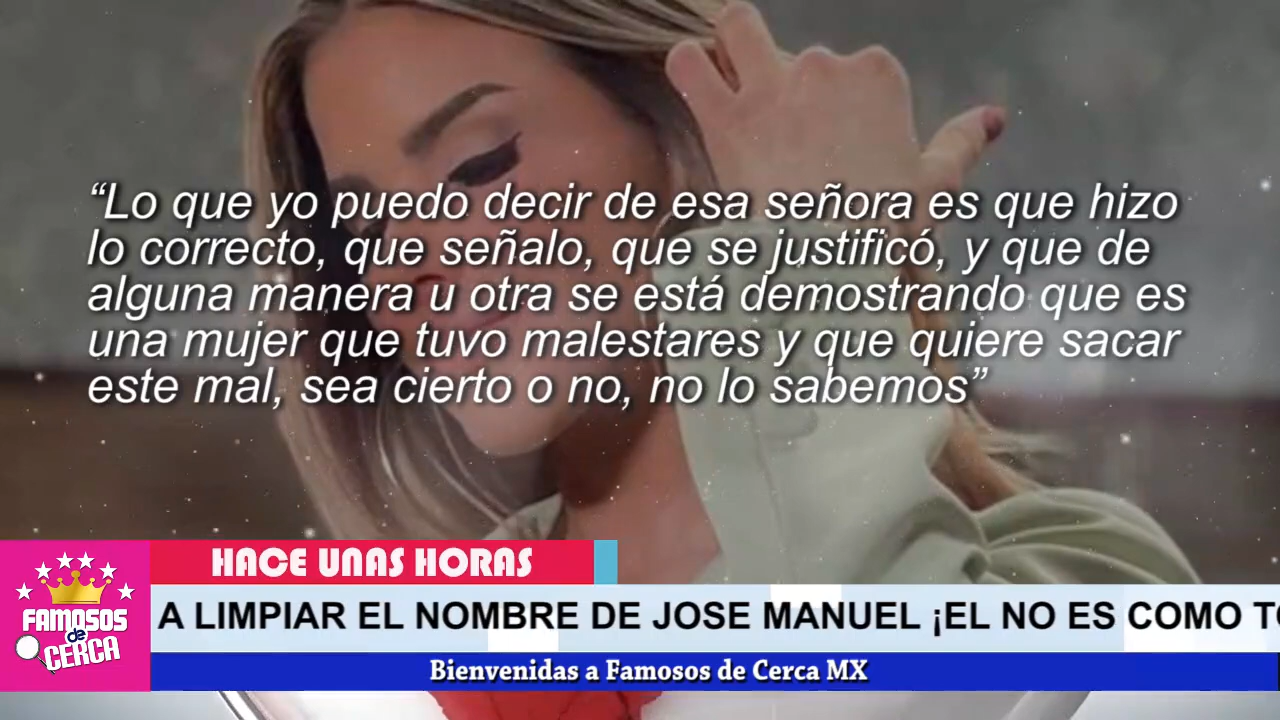 “Lo que yo puedo decir de esa señora es que hizo
lo correcto, que señalo, que se justificó, y que de
alguna manera u otra se está demostrando que es
una mujer que tuvo malestares y que quiere sacar
este mal, sea cierto o no, no lo sabemos”
HACE UNAS HORAS
FAMOSOS
de
CERCA
A LIMPIAR EL NOMBRE DE JOSE MANUEL ¡EL NO ES COMO TO
Bienvenidas a Famosos de Cerca MX